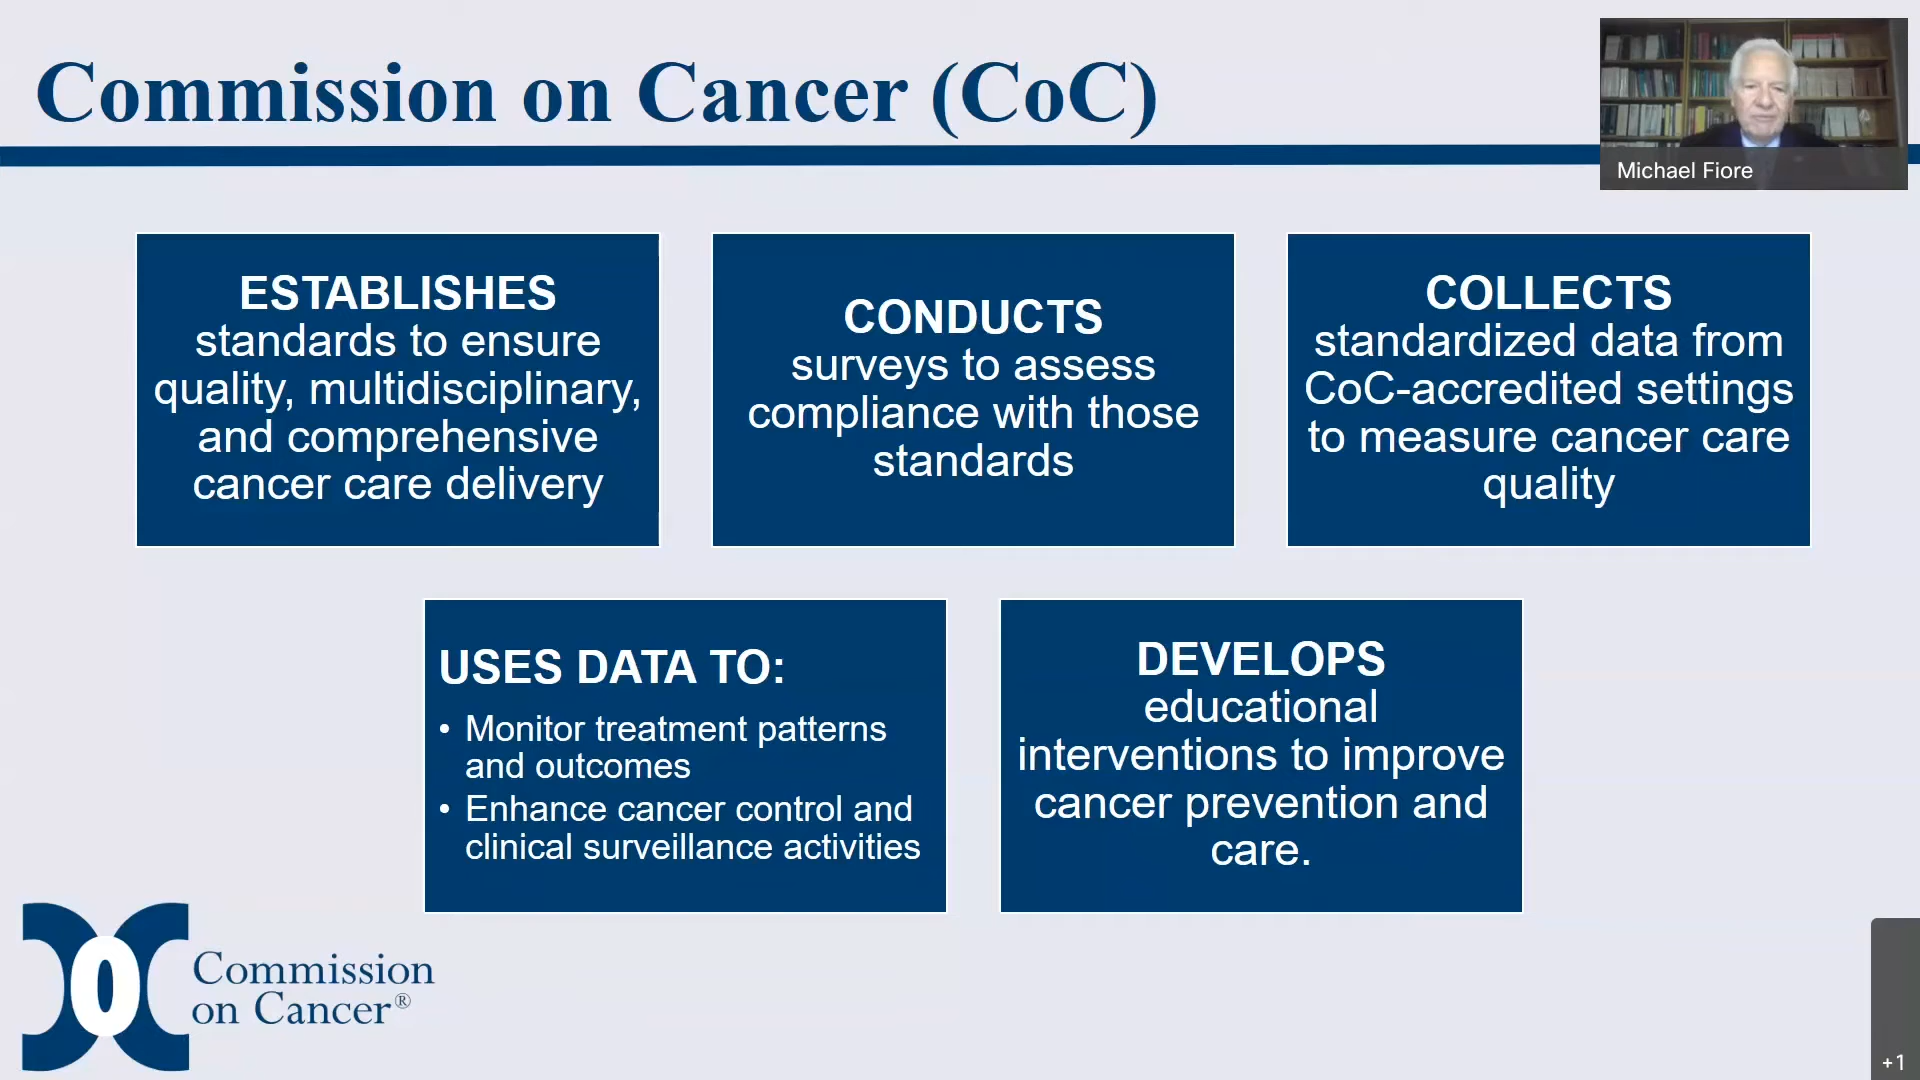 Commission on Cancer (CoC)
Michael Fiore
ESTABLISHES
standards to ensure
quality, multidisciplinary,
and comprehensive
cancer care delivery
CONDUCTS
surveys to assess
compliance with those
standards
COLLECTS
standardized data from
CoC-accredited settings
to measure cancer care
quality
USES DATA TO:
• Monitor treatment patterns
and outcomes
• Enhance cancer control and
clinical surveillance activities
DEVELOPS
educational
interventions to improve
cancer prevention and
care.
Commission
on Cancer®
+1